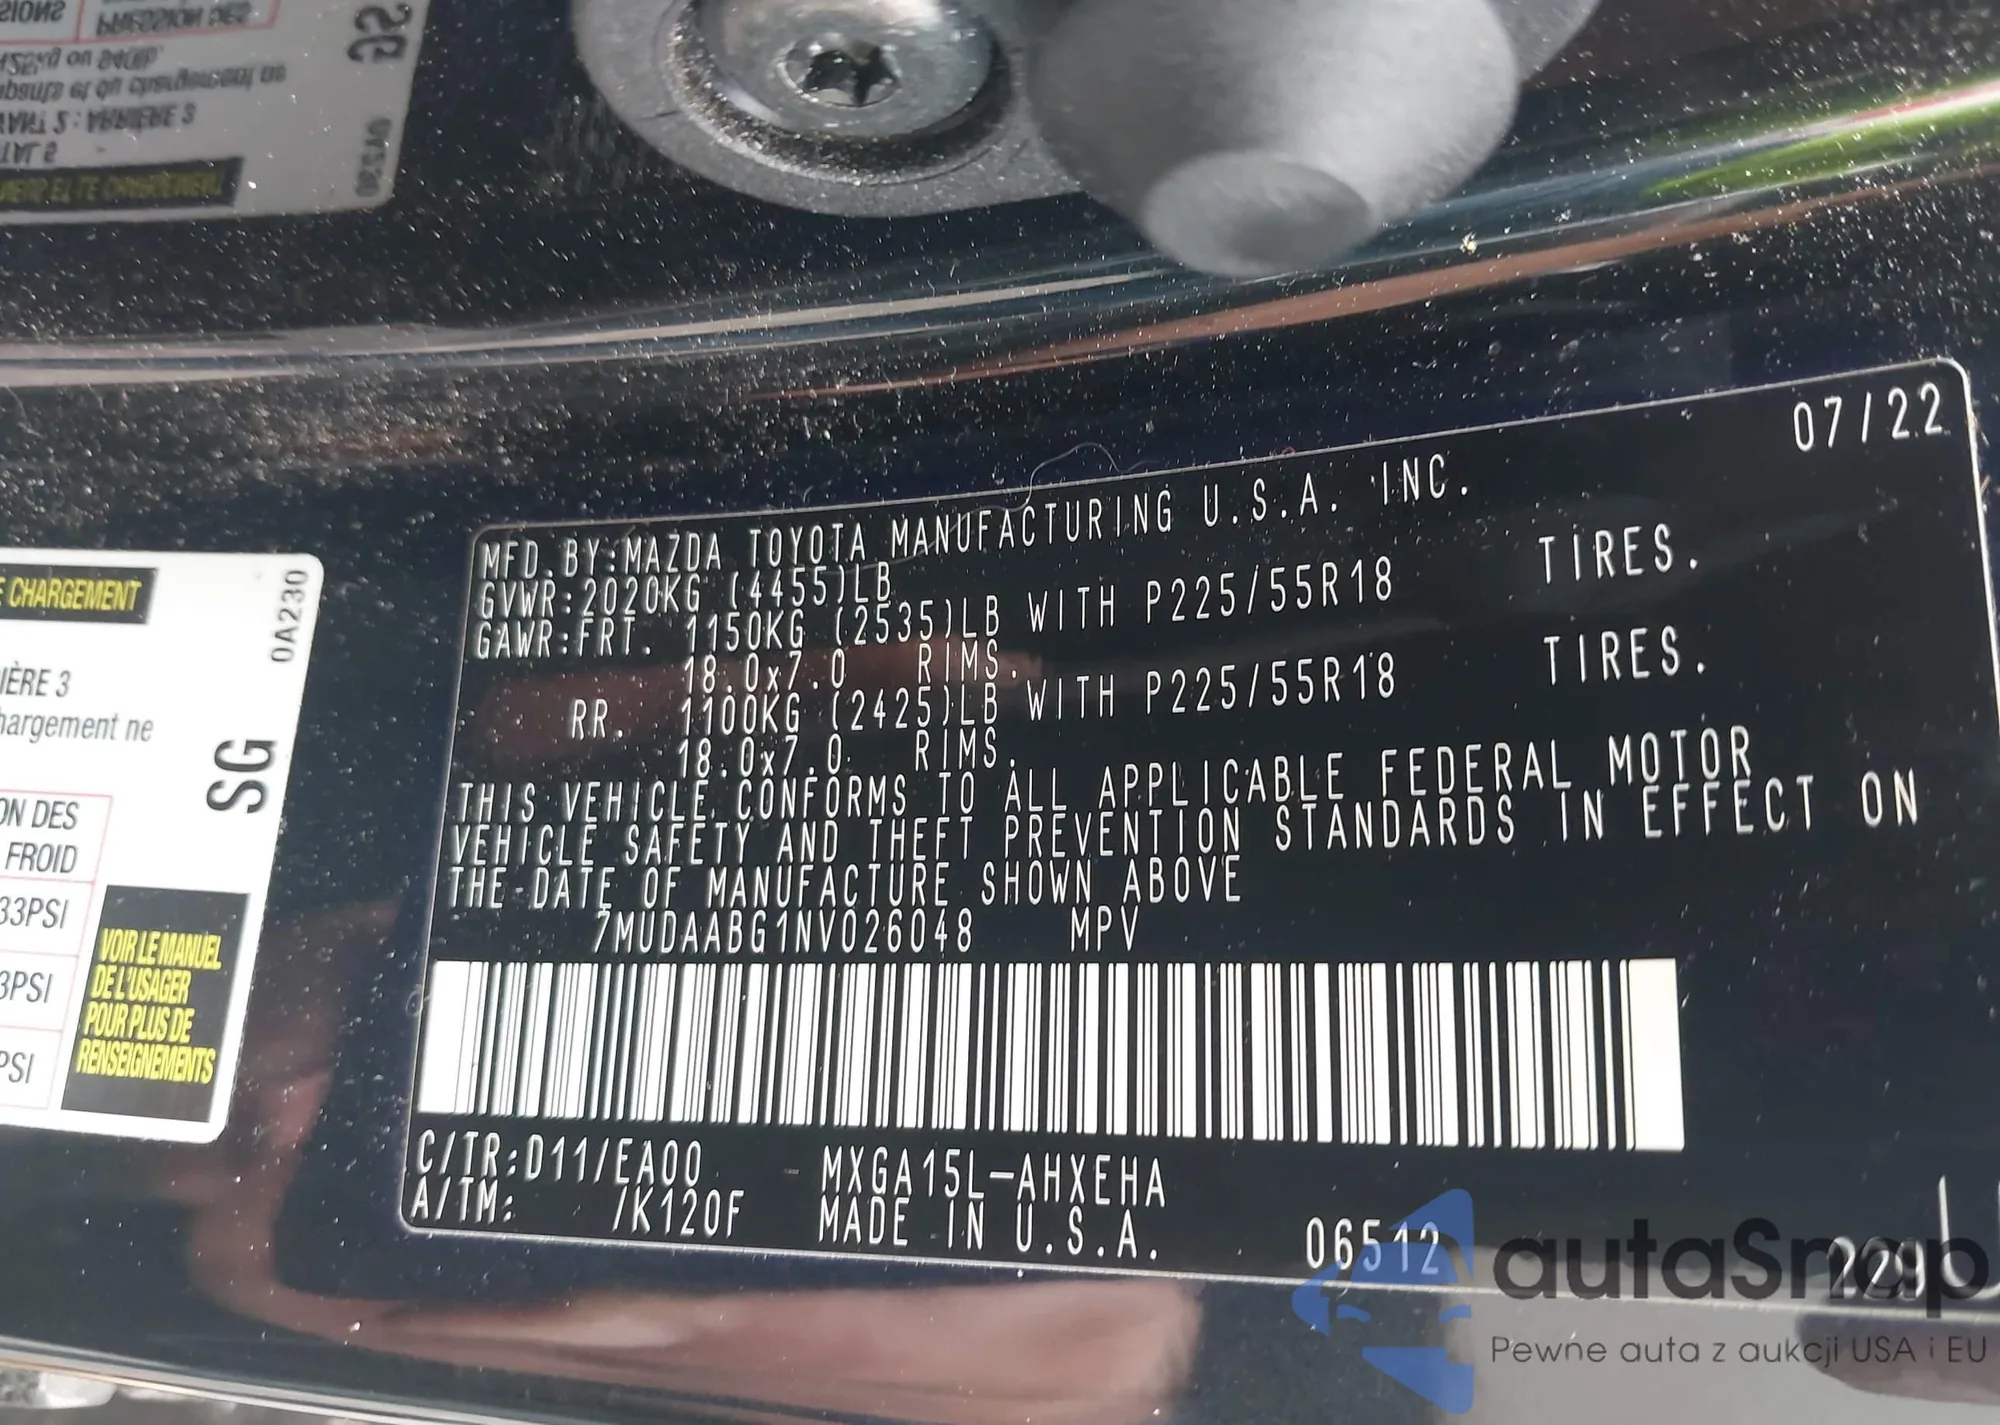 07/22
MFD.BY:MAZDA TOYOTA MANUFACTURING U.S.A. INC.
GVWR:2020KG (4455)LB
GAWR:FRT. 1150KG (2535)LB WITH P225/55R18 TIRES.
18.0x7.0 RIMS.
RR. 1100KG (2425)LB WITH P225/55R18 TIRES.
18.0x7.0 RIMS.
THIS VEHICLE CONFORMS TO ALL APPLICABLE FEDERAL MOTOR
VEHICLE SAFETY AND THEFT PREVENTION STANDARDS IN EFFECT ON
THE DATE OF MANUFACTURE SHOWN ABOVE
7MUDAABG1NV026048 MPV
C/TR:D11/EA00 MXGA15L-AHXEHA
A/TM: /K120F MADE IN U.S.A. 06512 229
CHARGEMENT
0A230
IÈRE 3
hargement ne
SG
ON DES
FROID
33PSI
3PSI
PSI
VOIR LE MANUEL
DE L'USAGER
POUR PLUS DE
RENSEIGNEMENTS
autaSnap
Pewne auta z aukcji USA i EU